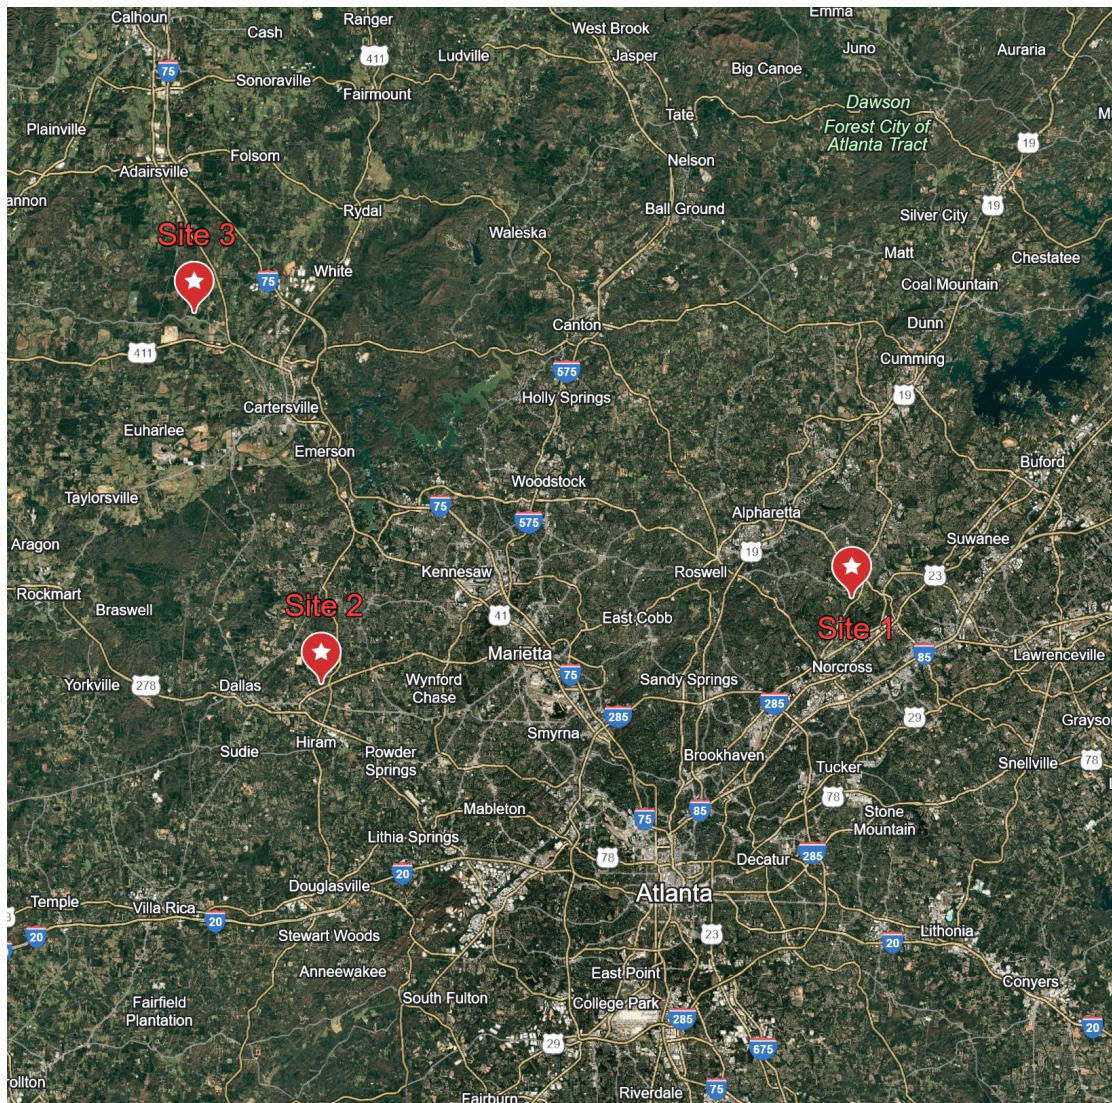 Emma
Calhoun
Ranger
Cash
West Brook
Juno
Auraria
411
Ludville
Jasper
75
Big Canoe
Sonoraville
Fairmount
Dawson
Forest City of
Atlanta Tract
Tate
Plainville
19
Folsom
Nelson
Adairsville
annon
Rydal
Ball Ground
19
Silver City
Site 3
Waleska
Matt
Chestatee
75
White
Coal Mountain
Canton
Dunn
411
Cumming
575
Holly Springs
19
Cartersville
Euharlee
Emerson
Buford
Woodstock
Taylorsville
75
575
Alpharetta
Suwanee
Aragon
19
Kennesaw
Roswell
23
Rockmart
Braswell
Site 2
41
East Cobb
Site 1
Marietta
85
Lawrenceville
Norcross
75
Yorkville
278
Dallas
Wynford
Chase
Sandy Springs
285
285
29
Grayso
Smyrna
Hiram
Sudie
Powder
Springs
Brookhaven
Tucker
Snellville
78
78
Mableton
75
85
Stone
Mountain
Lithia Springs
78
Decatur
285
20
Douglasville
Atlanta
Temple
Villa Rica
20
20
Stewart Woods
23
Lithonia
20
Anneewakee
East Point
Conyers
South Fulton
College Park
Fairfield
Plantation
285
20
29
675
rollton
Fairburn
Riverdale
75